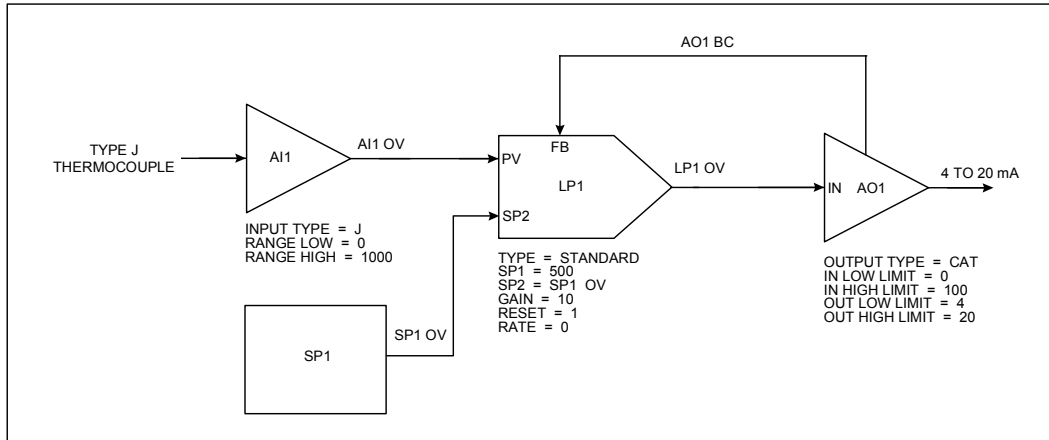 AO1 BC
TYPE J
THERMOCOUPLE
AI1
AI1 OV
INPUT TYPE = J
RANGE LOW = 0
RANGE HIGH = 1000
FB
PV
LP1
SP2
LP1 OV
TYPE = STANDARD
SP1 = 500
SP2 = SP1 OV
GAIN = 10
RESET = 1
RATE = 0
IN
AO1
4 TO 20 mA
OUTPUT TYPE = CAT
IN LOW LIMIT = 0
IN HIGH LIMIT = 100
OUT LOW LIMIT = 4
OUT HIGH LIMIT = 20
SP1
SP1 OV